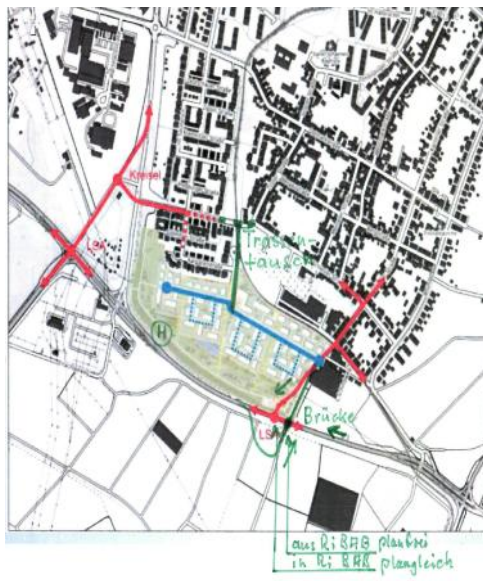 Kreisel
LSA
Trassen-
tausch
H
Brücke
LSA
aus Ri BAB planfrei
in Ri BAB plangleich